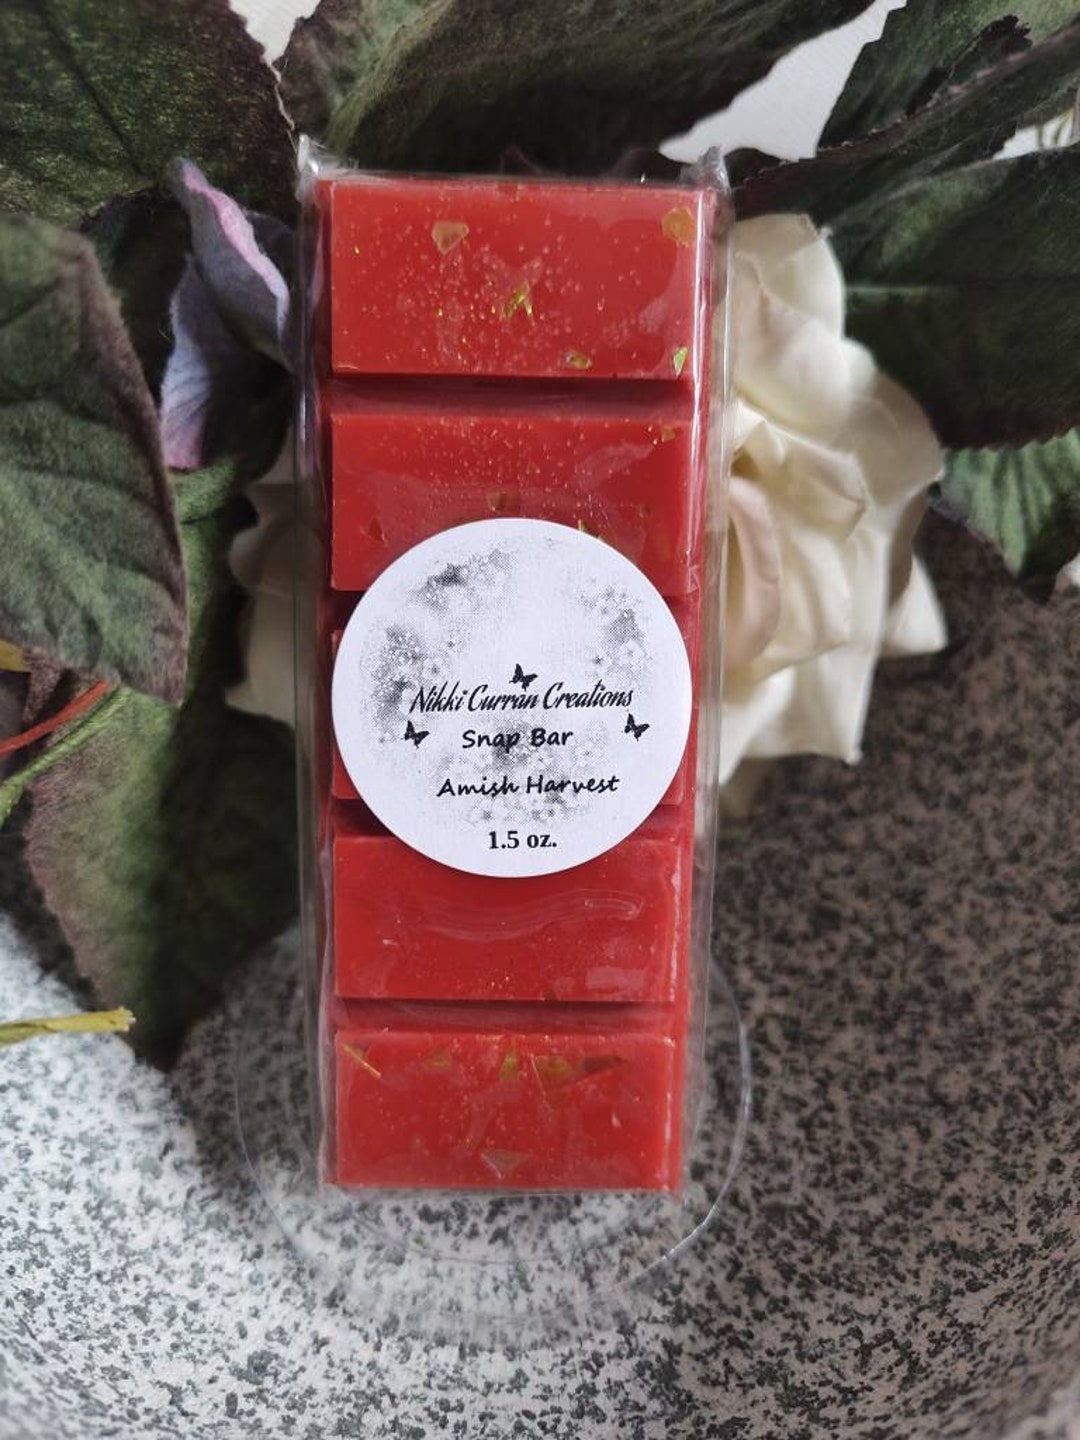 Nikki Curran Creations
Snap Bar
Amish Harvest
1.5 oz.